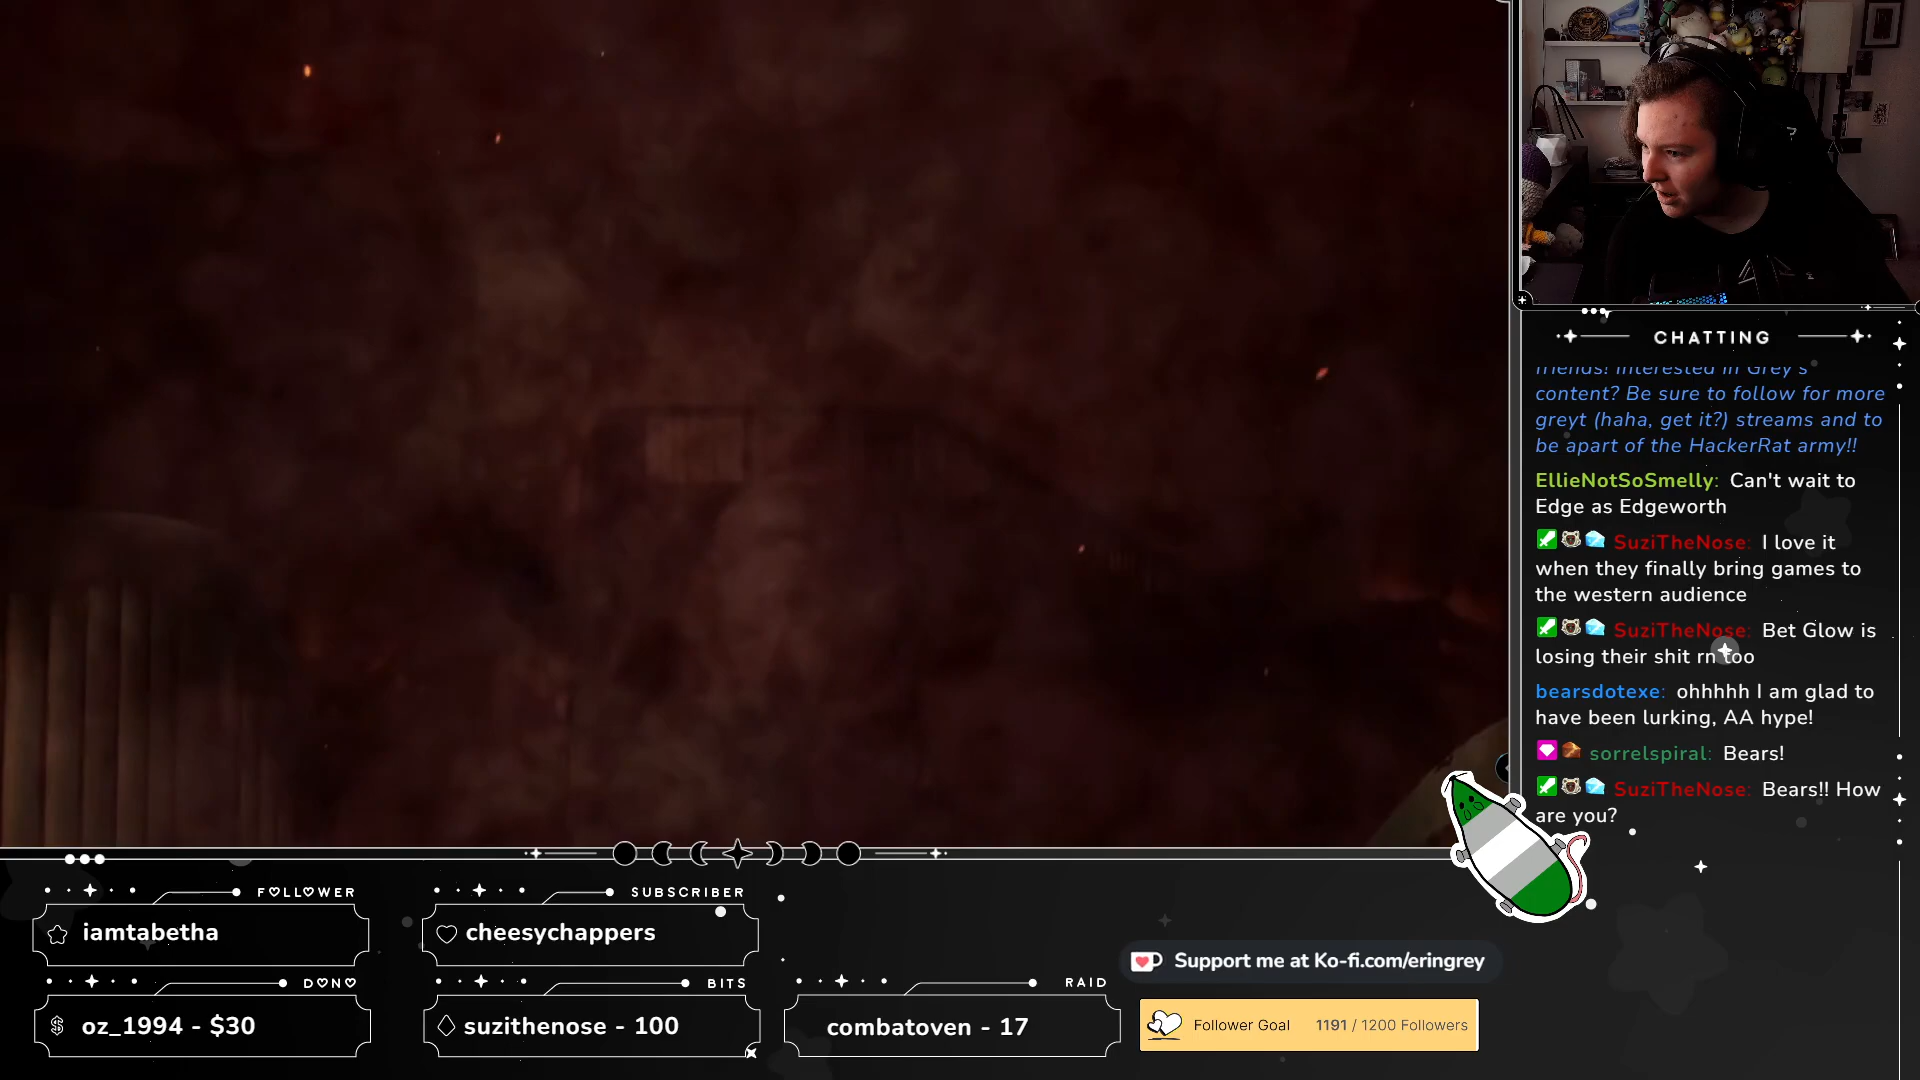 CHATTING
friends! Interested in Grey's
content? Be sure to follow for more
greyt (haha, get it?) streams and to
be apart of the HackerRat army!!
EllieNotSoSmelly: Can't wait to
Edge as Edgeworth
SuziTheNose: I love it
when they finally bring games to
the western audience
SuziTheNose: Bet Glow is
losing their shit rn too
bearsdotexe: ohhhhh I am glad to
have been lurking, AA hype!
sorrelspiral: Bears!
SuziTheNose: Bears!! How
are you?
FOLLOWER
iamtabetha
SUBSCRIBER
cheesychappers
DONO
oz_1994 - $30
BITS
suzithenose - 100
RAID
combatoven - 17
Support me at Ko-fi.com/eringrey
Follower Goal 1191 / 1200 Followers